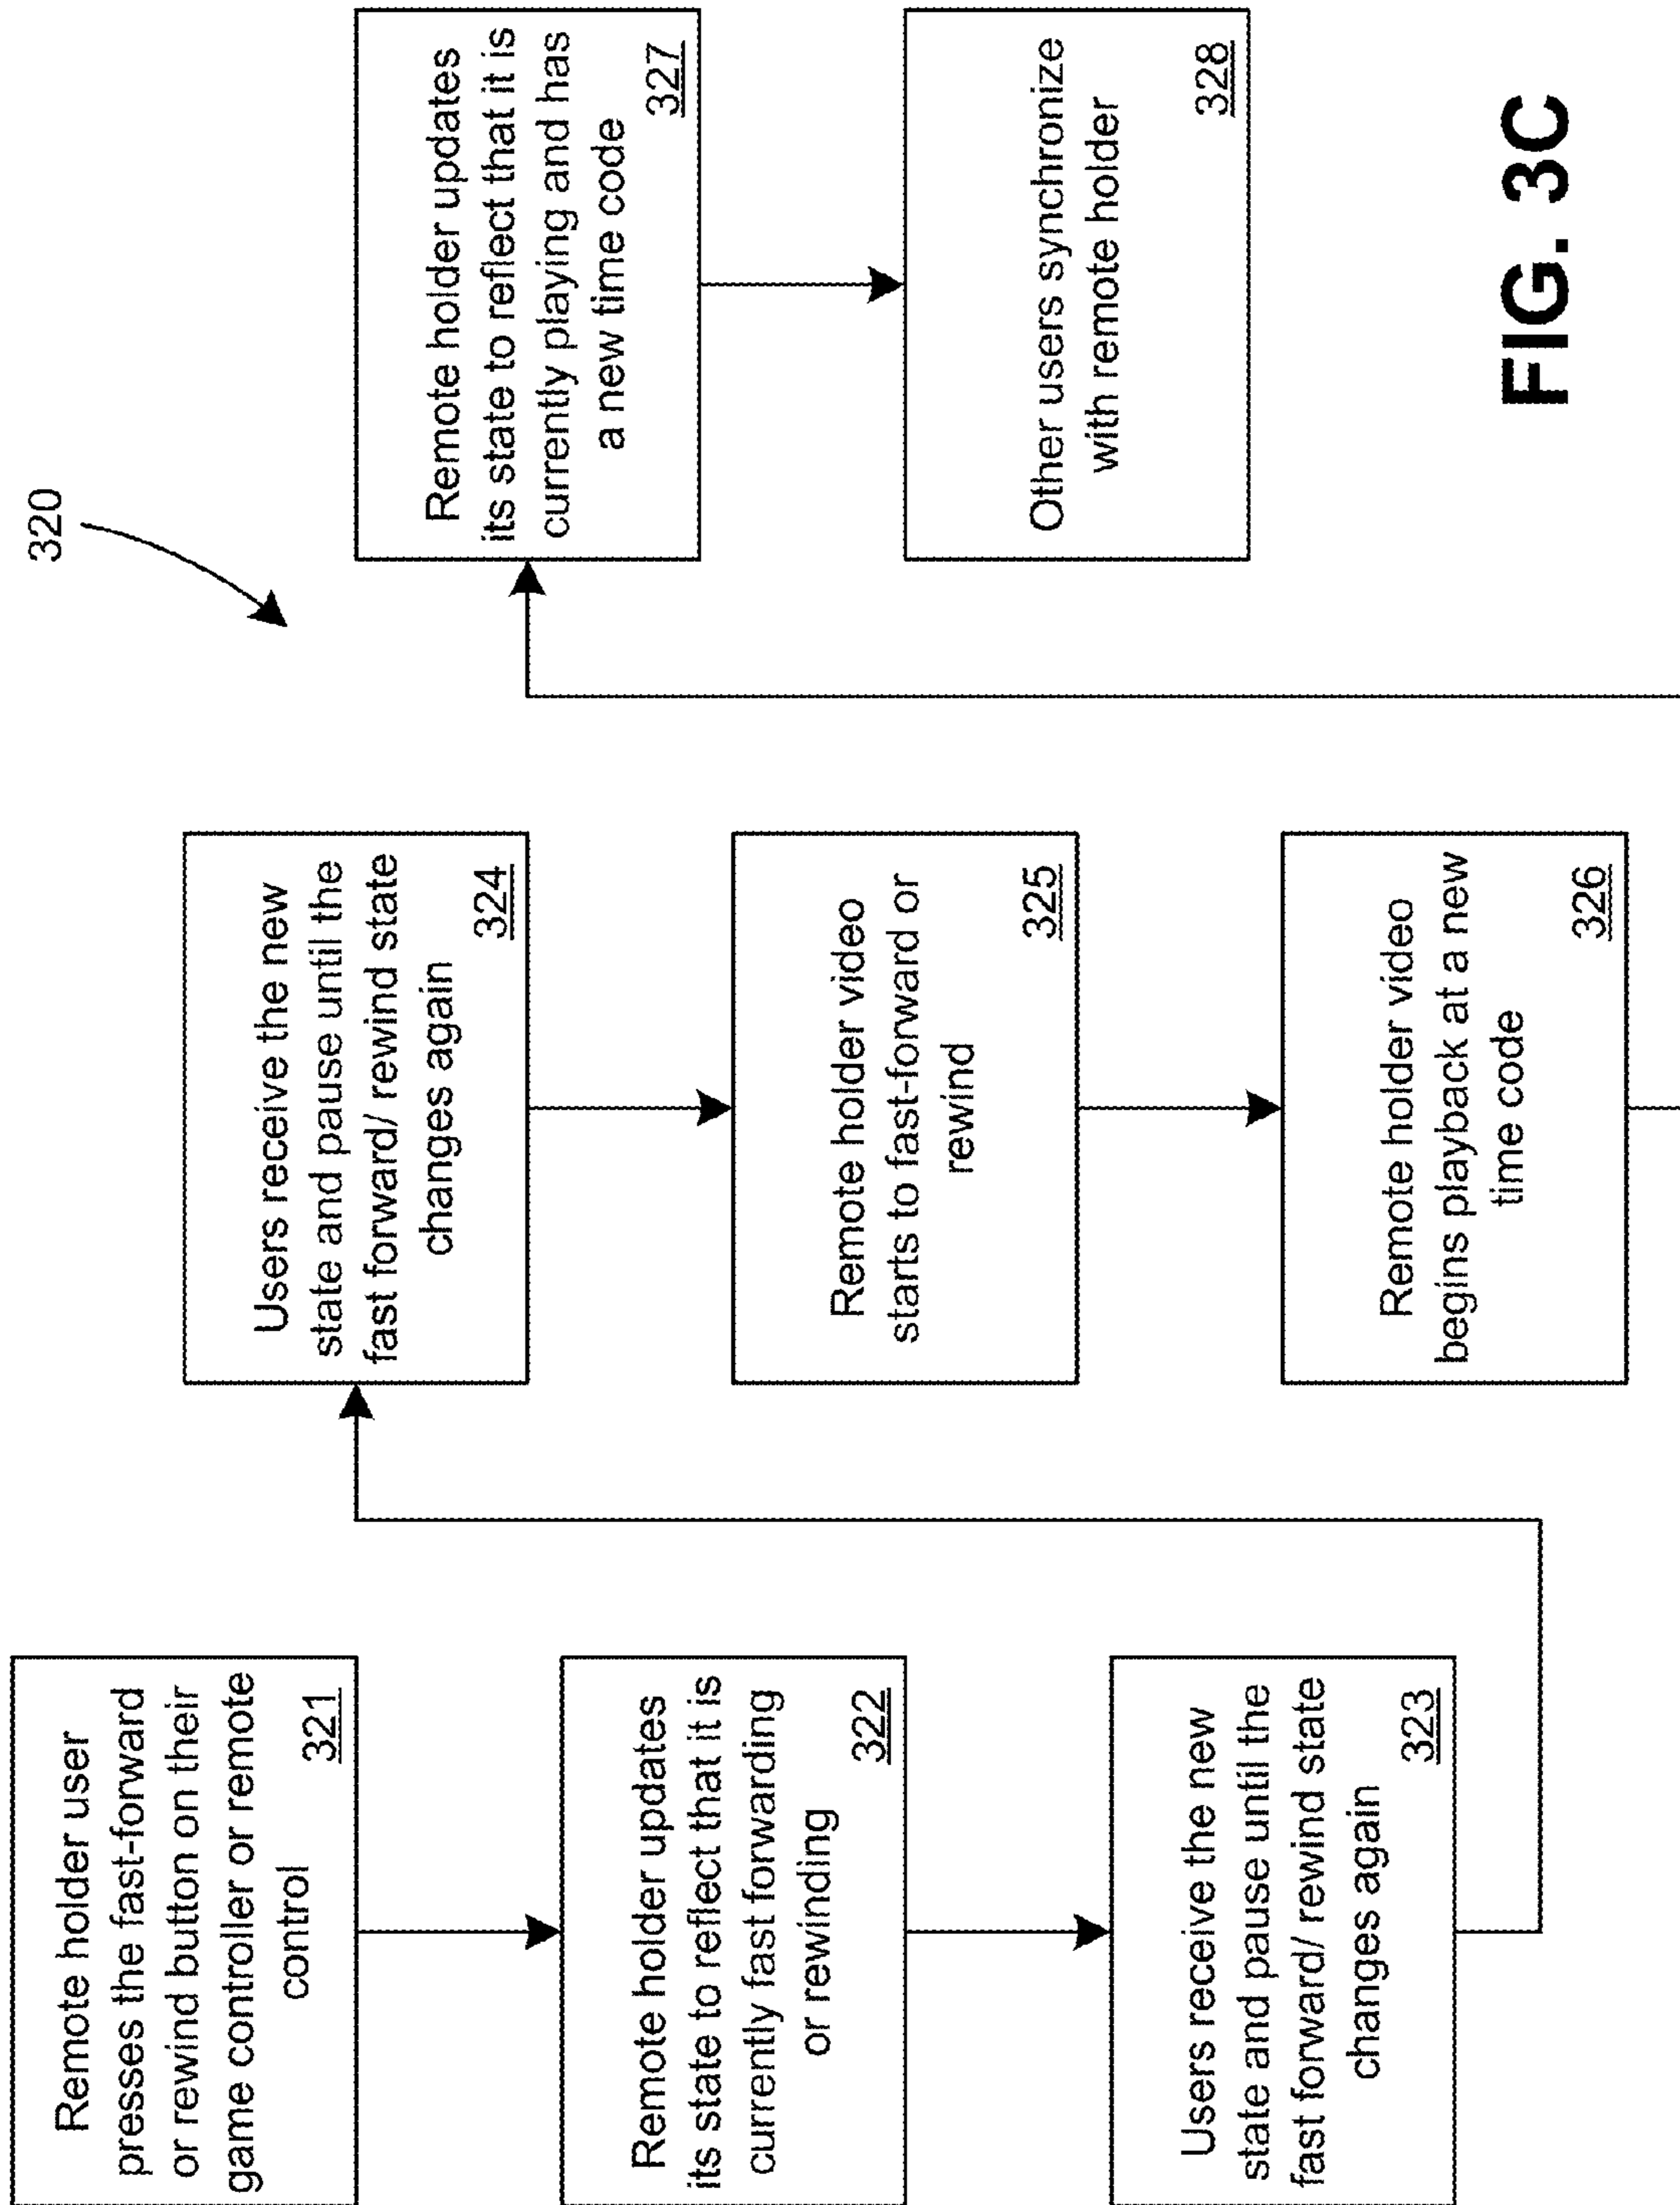 320
Remote holder user
presses the fast-forward
or rewind button on their
game controller or remote
control
321
Remote holder updates
its state to reflect that it is
currently fast forwarding
or rewinding
322
Users receive the new
state and pause until the
fast forward/ rewind state
changes again
323
Users receive the new
state and pause until the
fast forward/ rewind state
changes again
324
Remote holder video
starts to fast-forward or
rewind
325
Remote holder video
begins playback at a new
time code
326
Remote holder updates
its state to reflect that it is
currently playing and has
a new time code
327
Other users synchronize
with remote holder
328
FIG. 3C